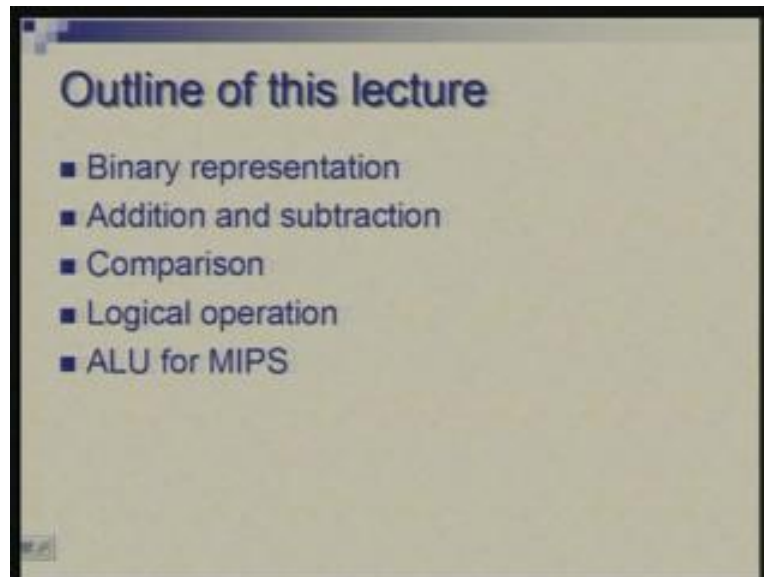 Outline of this lecture
Binary representation
Addition and subtraction
Comparison
Logical operation
ALU for MIPS